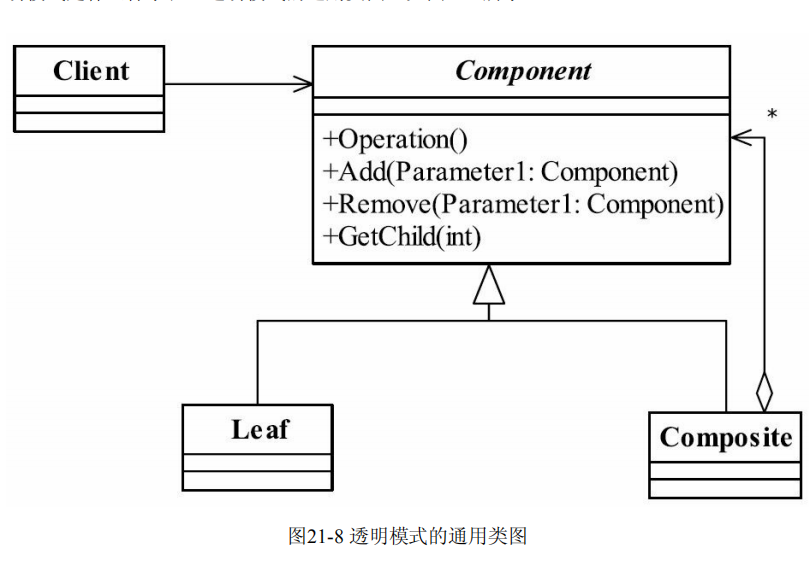 Client
Component
+Operation()
+Add(Parameter1: Component)
+Remove(Parameter1: Component)
+GetChild(int)
*
Leaf
Composite
图21-8 透明模式的通用类图